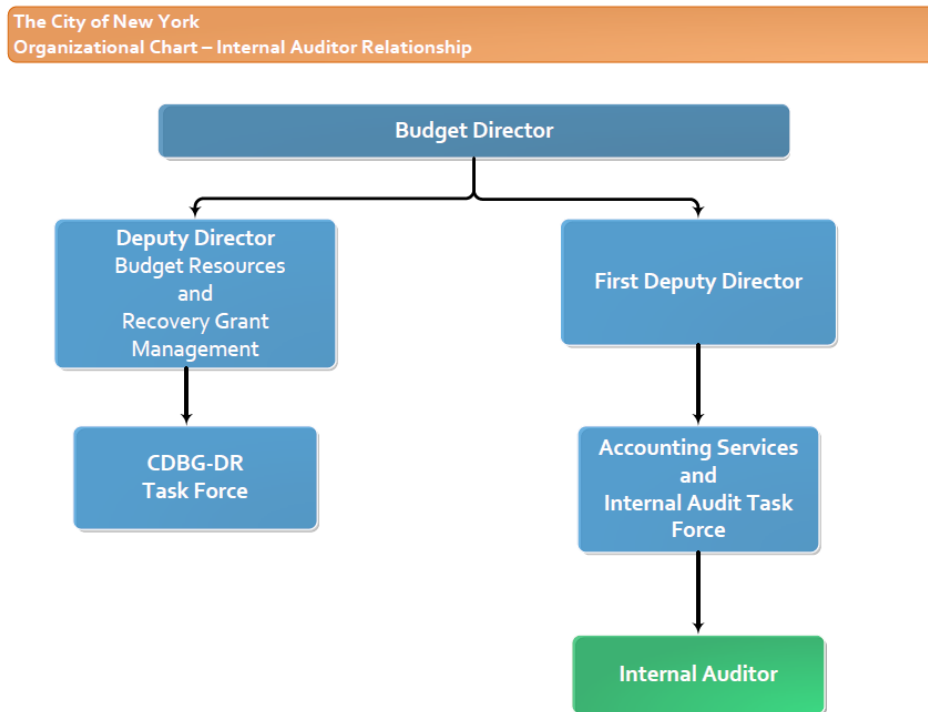 The City of New York
Organizational Chart – Internal Auditor Relationship
Budget Director
Deputy Director
Budget Resources
and
Recovery Grant
Management
First Deputy Director
CDBG-DR
Task Force
Accounting Services
and
Internal Audit Task
Force
Internal Auditor